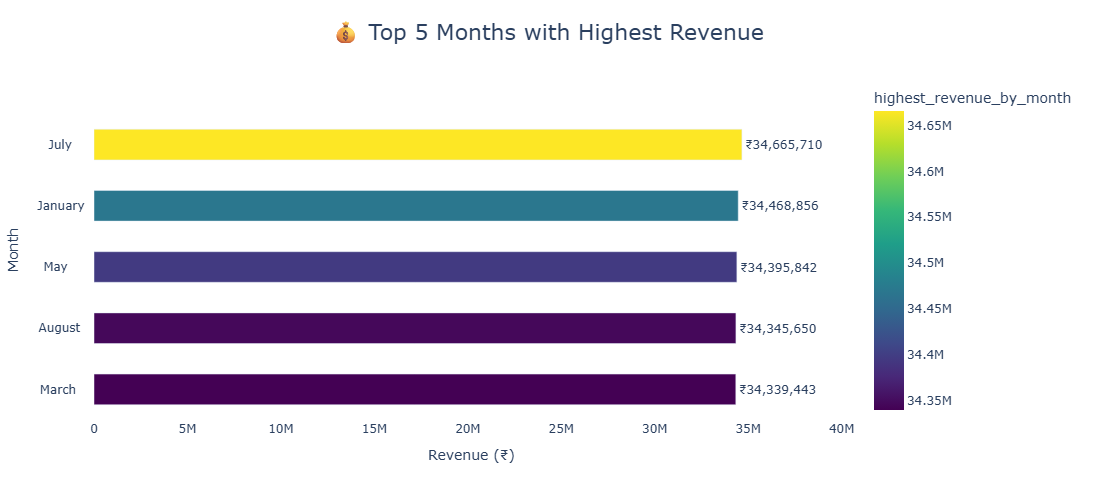 💰 Top 5 Months with Highest Revenue
highest_revenue_by_month
Month
July ₹34,665,710
January ₹34,468,856
May ₹34,395,842
August ₹34,345,650
March ₹34,339,443
0 5M 10M 15M 20M 25M 30M 35M 40M
Revenue (₹)
34.65M
34.6M
34.55M
34.5M
34.45M
34.4M
34.35M